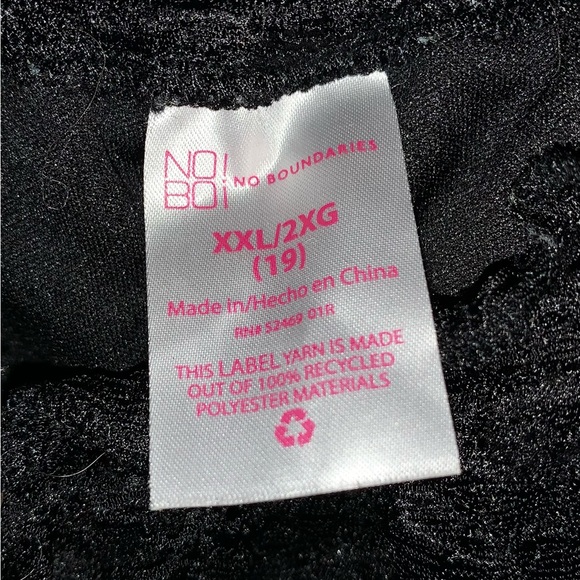 NO!
BO¡
NO BOUNDARIES
XXL/2XG
(19)
Made in/Hecho en China
RN# 52469 01R
THIS LABEL YARN IS MADE
OUT OF 100% RECYCLED
POLYESTER MATERIALS